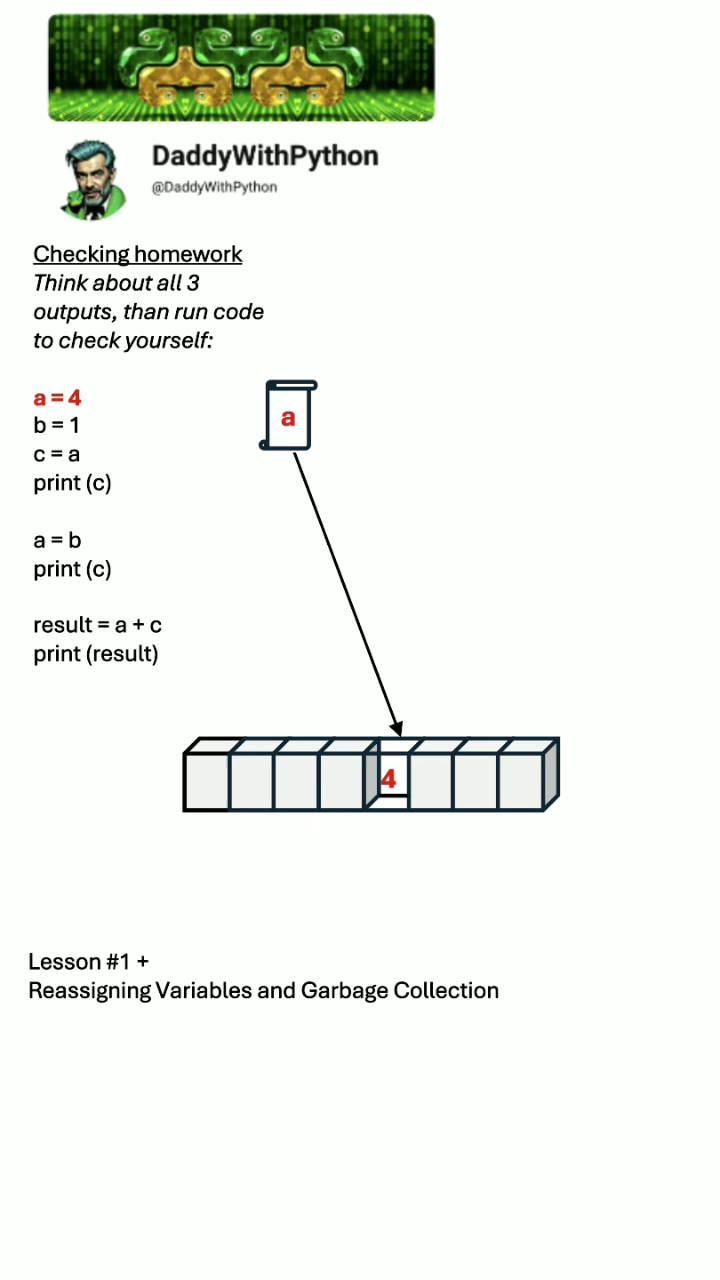 DaddyWithPython
@DaddyWithPython
Checking homework
Think about all 3
outputs, than run code
to check yourself:
a = 4
b = 1
c = a
print (c)
a = b
print (c)
result = a + c
print (result)
a
4
Lesson #1 +
Reassigning Variables and Garbage Collection